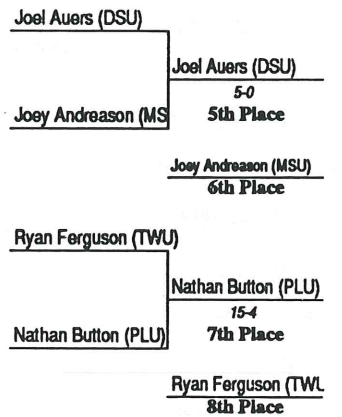 Joel Auers (DSU)
Joel Auers (DSU)
5-0
Joey Andreason (MS
5th Place
Joey Andreason (MSU)
6th Place
Ryan Ferguson (TWU)
Nathan Button (PLU)
15-4
Nathan Button (PLU)
7th Place
Ryan Ferguson (TWL
8th Place